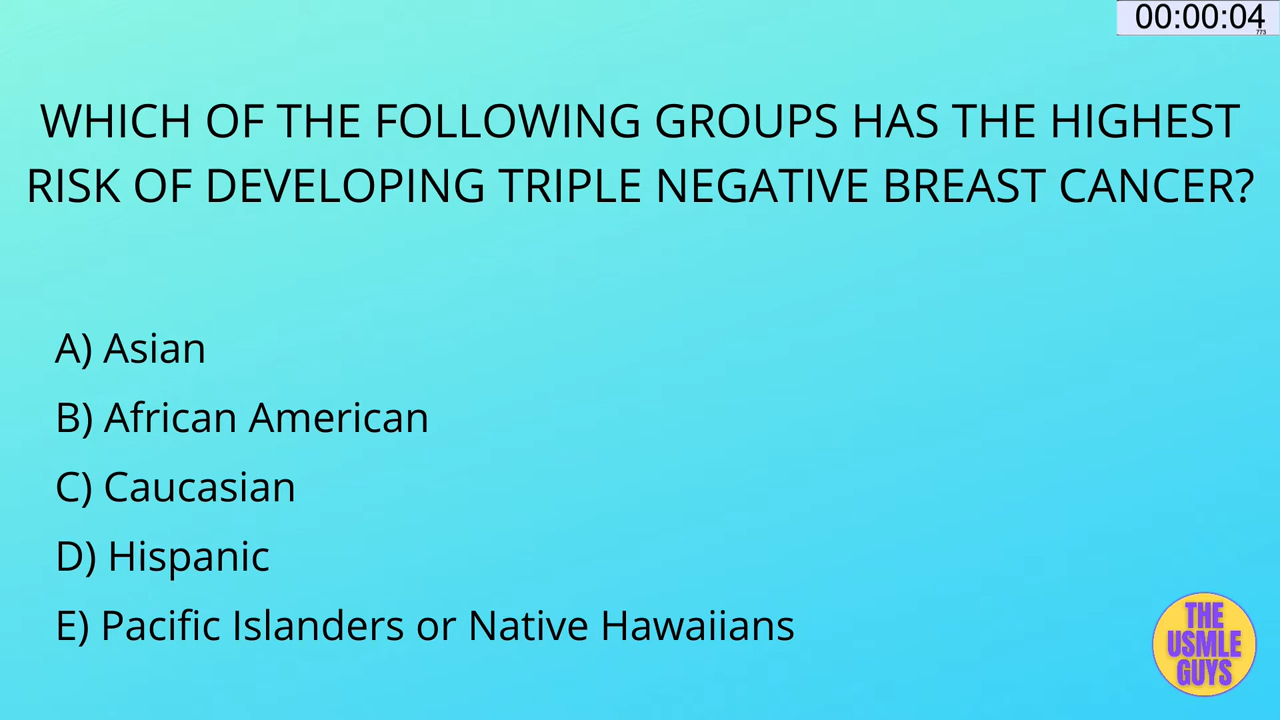 00:00:04
773
WHICH OF THE FOLLOWING GROUPS HAS THE HIGHEST
RISK OF DEVELOPING TRIPLE NEGATIVE BREAST CANCER?
A) Asian
B) African American
C) Caucasian
D) Hispanic
E) Pacific Islanders or Native Hawaiians
THE
USMLE
GUYS